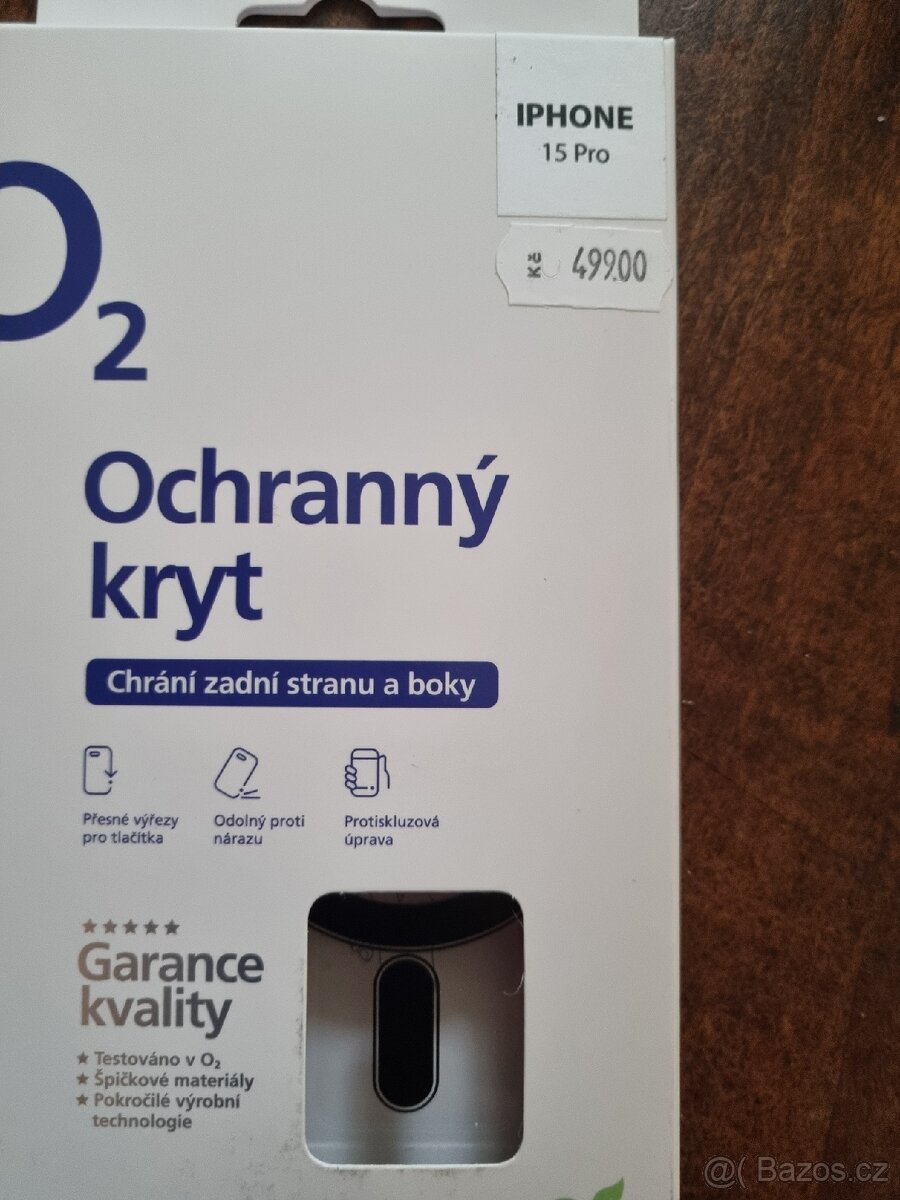 IPHONE
15 Pro
Kč 499.00
O2
Ochranný
kryt
Chrání zadní stranu a boky
Přesné výřezy
pro tlačítka
Odolný proti
nárazu
Protiskluzová
úprava
Garance
kvality
★ Testováno v O₂
★ Špičkové materiály
★ Pokročilé výrobní
technologie
@( Bazos.cz